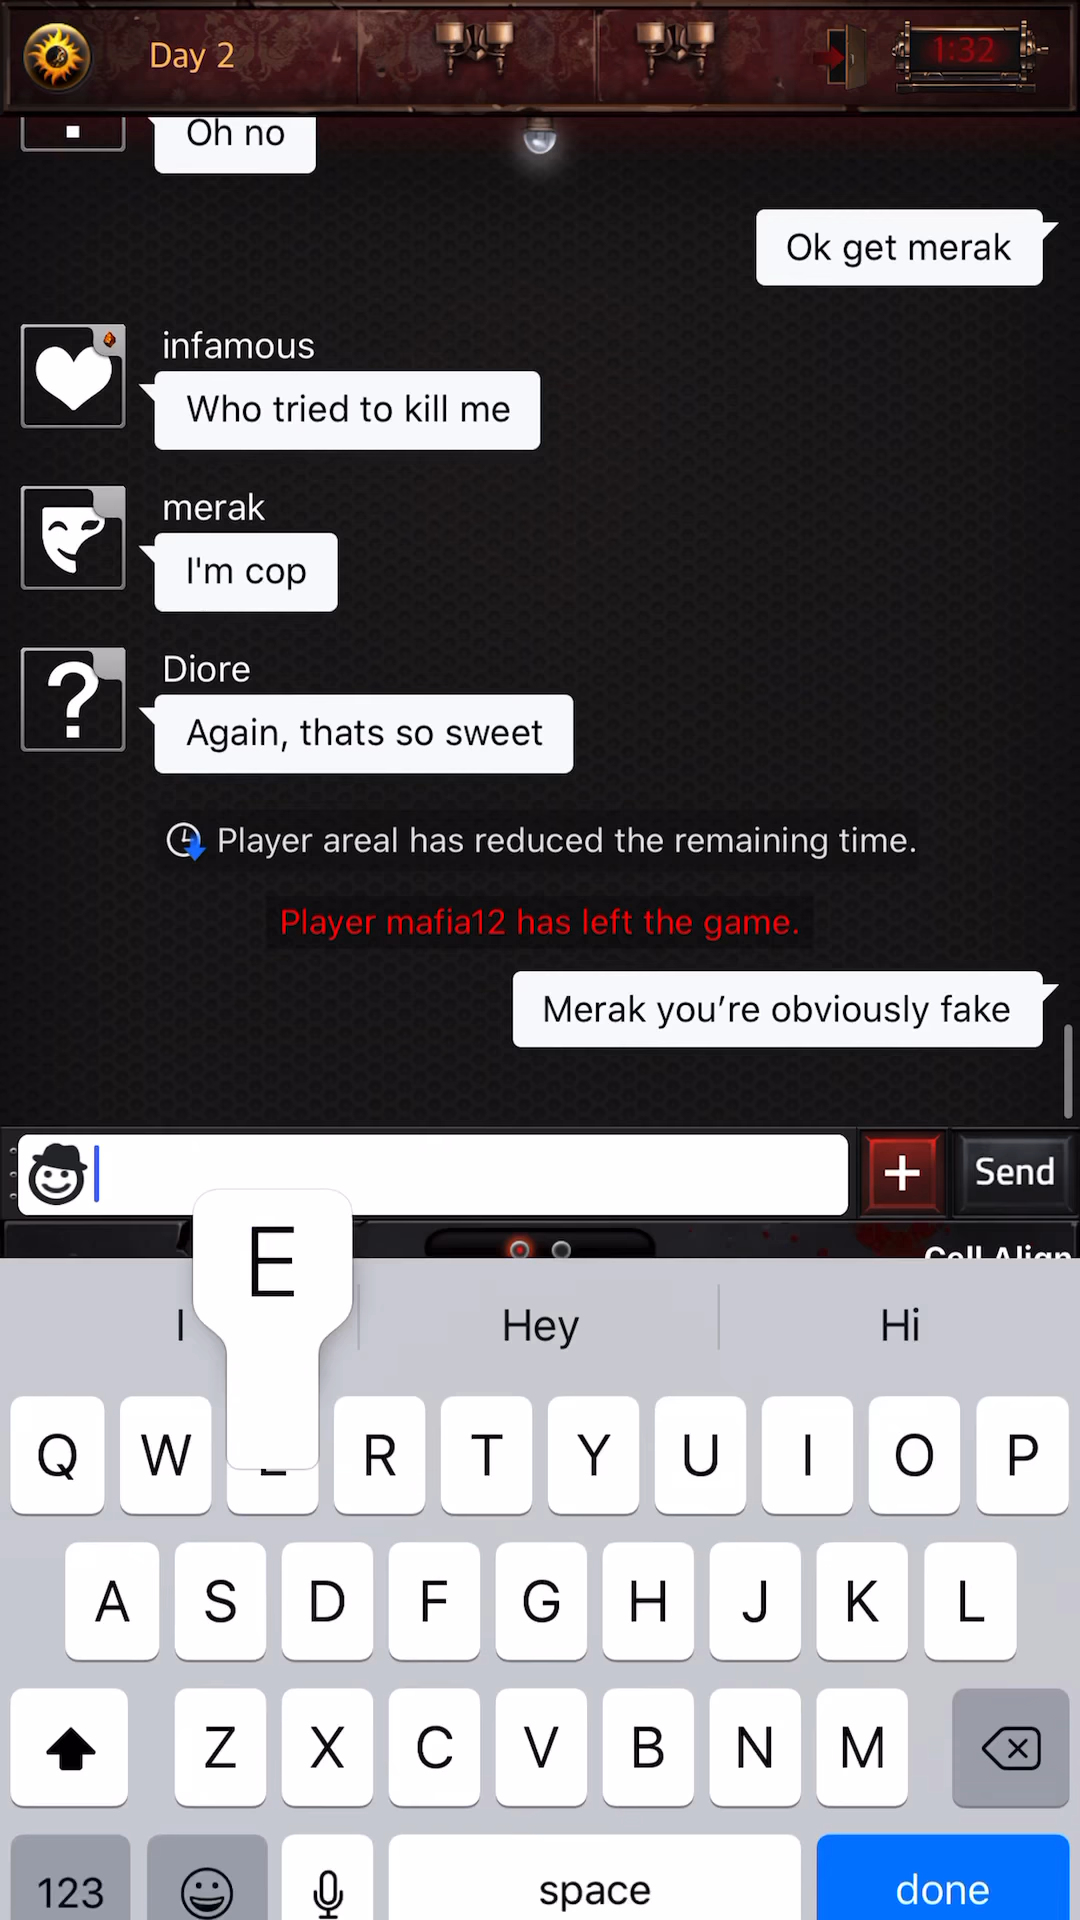 Day 2
1:32
Oh no
Ok get merak
infamous
Who tried to kill me
merak
I'm cop
Diore
Again, thats so sweet
Player areal has reduced the remaining time.
Player mafia12 has left the game.
Merak you’re obviously fake
+ Send
Cell Align
E
I Hey Hi
Q W E R T Y U I O P
A S D F G H J K L
Z X C V B N M
123 space done